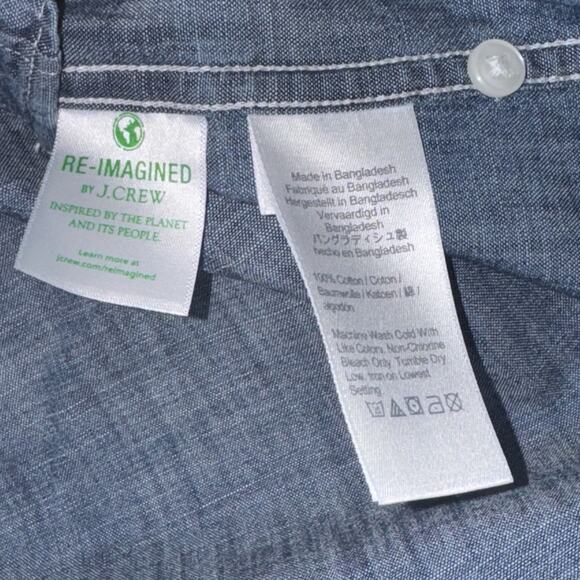 RE-IMAGINED
BY J.CREW
INSPIRED BY THE PLANET
AND ITS PEOPLE.
Learn more at
jcrew.com/reimagined
Made in Bangladesh
Fabriqué au Bangladesh
Hergestellt in Bangladesch
Vervaardigd in
Bangladesh
バングラディシュ製
hecho en Bangladesh
100% Cotton / Coton /
Baumwolle / Katoen / 綿 /
algodon
Machine Wash Cold With
Like Colors. Non-Chlorine
Bleach Only. Tumble Dry
Low. Iron on Lowest
Setting